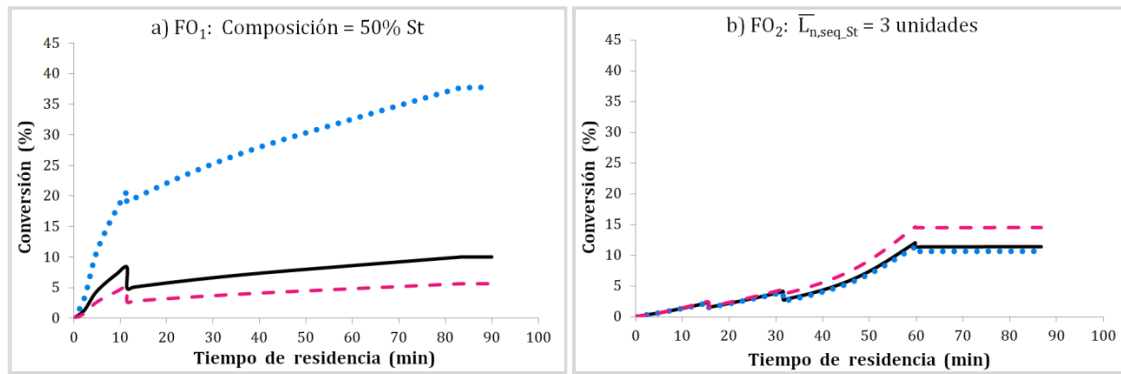 a) FO₁: Composición = 50% St
45
40
35
30
25
20
15
10
5
0
Conversión (%)
0 10 20 30 40 50 60 70 80 90 100
Tiempo de residencia (min)
b) FO₂: L̅n,seq_St = 3 unidades
45
40
35
30
25
20
15
10
5
0
Conversión (%)
0 10 20 30 40 50 60 70 80 90 100
Tiempo de residencia (min)